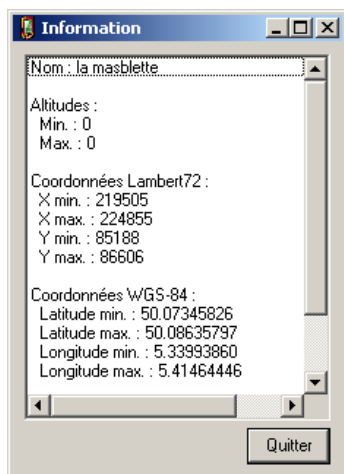 Information
Nom : la masblette
Altitudes :
Min. : 0
Max. : 0
Coordonnées Lambert72 :
X min. : 219505
X max. : 224855
Y min. : 85188
Y max. : 86606
Coordonnées WGS-84 :
Latitude min. : 50.07345826
Latitude max. : 50.08635797
Longitude min. : 5.33993860
Longitude max. : 5.41464446
Quitter